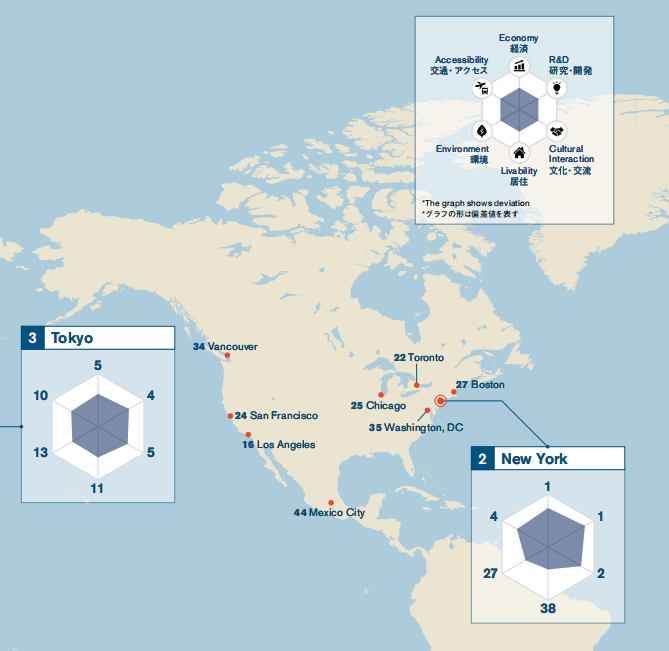 Economy
経済
Accessibility
交通・アクセス
R&D
研究・開発
Environment
環境
Cultural
Interaction
文化・交流
Livability
居住
*The graph shows deviation
*グラフの形は偏差値を表す
3 Tokyo
5
10
4
13
5
11
34 Vancouver
22 Toronto
27 Boston
25 Chicago
24 San Francisco
35 Washington, DC
16 Los Angeles
44 Mexico City
2 New York
1
4
1
27
2
38